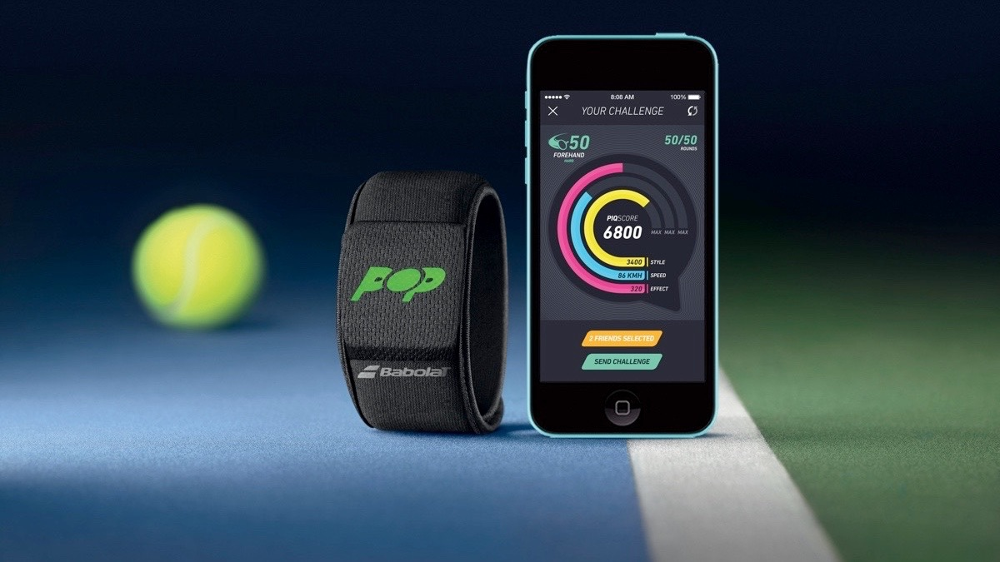 POP
Babolat
8:08 AM
100%
YOUR CHALLENGE
50
FOREHAND
HARD
50/50
ROUNDS
PIQSCORE
6800
MAX MAX MAX
3400 STYLE
86 KMH SPEED
320 EFFECT
2 FRIENDS SELECTED
SEND CHALLENGE